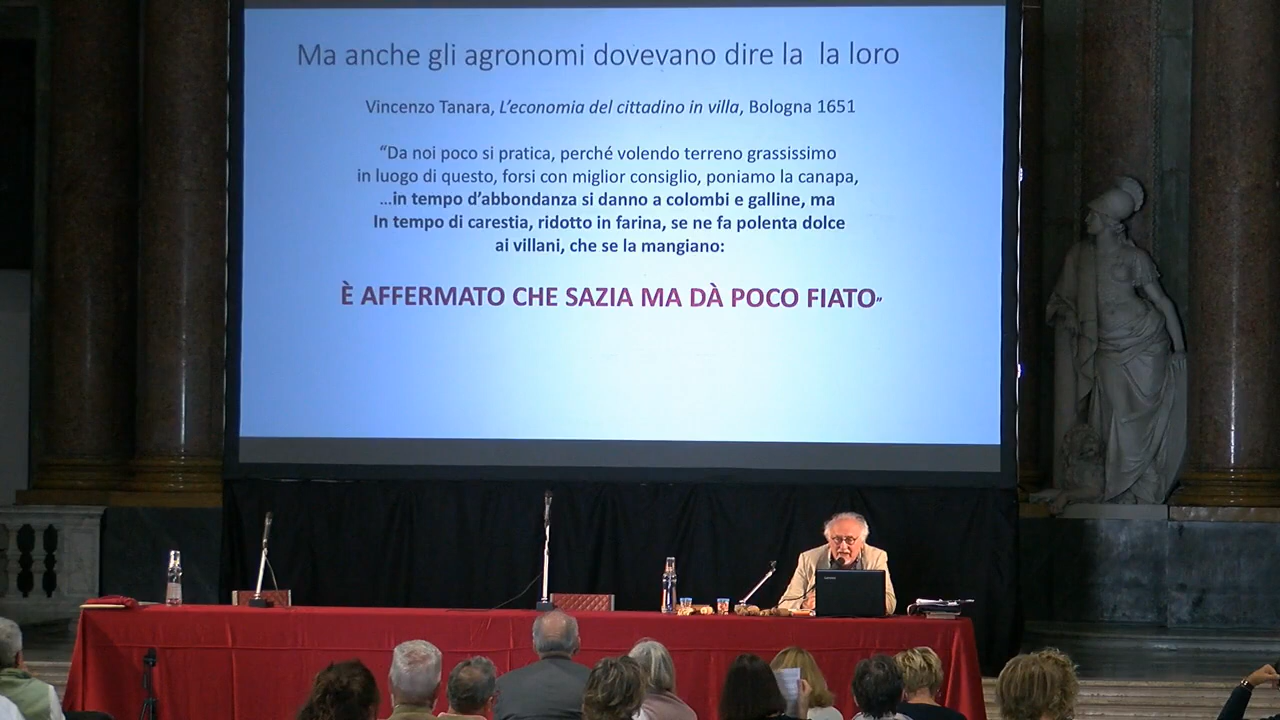 Ma anche gli agronomi dovevano dire la  la loro
Vincenzo Tanara, L’economia del cittadino in villa, Bologna 1651
“Da noi poco si pratica, perché volendo terreno grassissimo
in luogo di questo, forsi con miglior consiglio, poniamo la canapa,
…in tempo d’abbondanza si danno a colombi e galline, ma
In tempo di carestia, ridotto in farina, se ne fa polenta dolce
ai villani, che se la mangiano:
È AFFERMATO CHE SAZIA MA DÀ POCO FIATO”